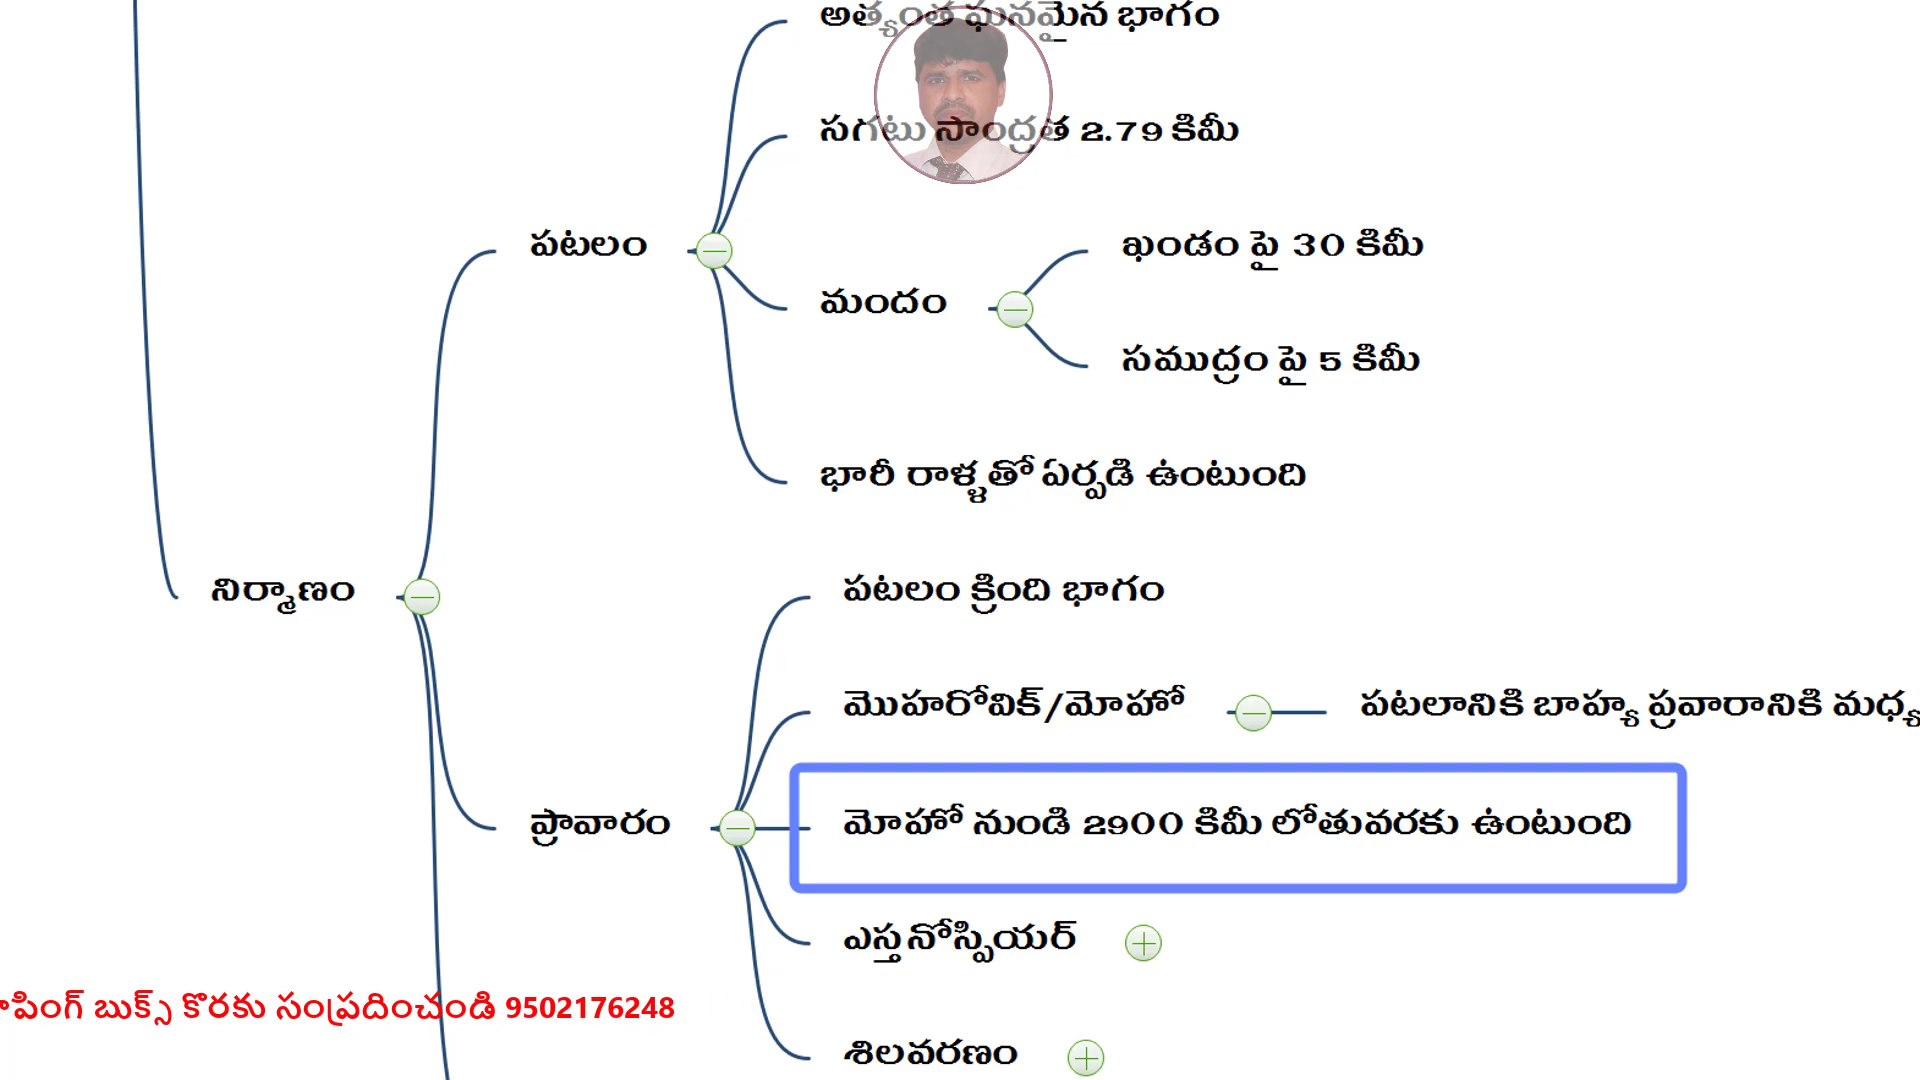 అత్యంత ఘనమైన భాగం
సగటు సాంద్రత 2.79 కిమీ
పటలం
ఖండం పై 30 కిమీ
మందం
సముద్రం పై 5 కిమీ
భారీ రాళ్ళతో ఏర్పడి ఉంటుంది
నిర్మాణం
పటలం క్రింది భాగం
మొహరోవిక్/మోహో
పటలానికి బాహ్య ప్రవారానికి మధ్య
ప్రావారం
మోహో నుండి 2900 కిమీ లోతువరకు ఉంటుంది
ఎస్తనోస్పియర్
బుక్స్ కొరకు సంప్రదించండి 9502176248
శిలవరణం